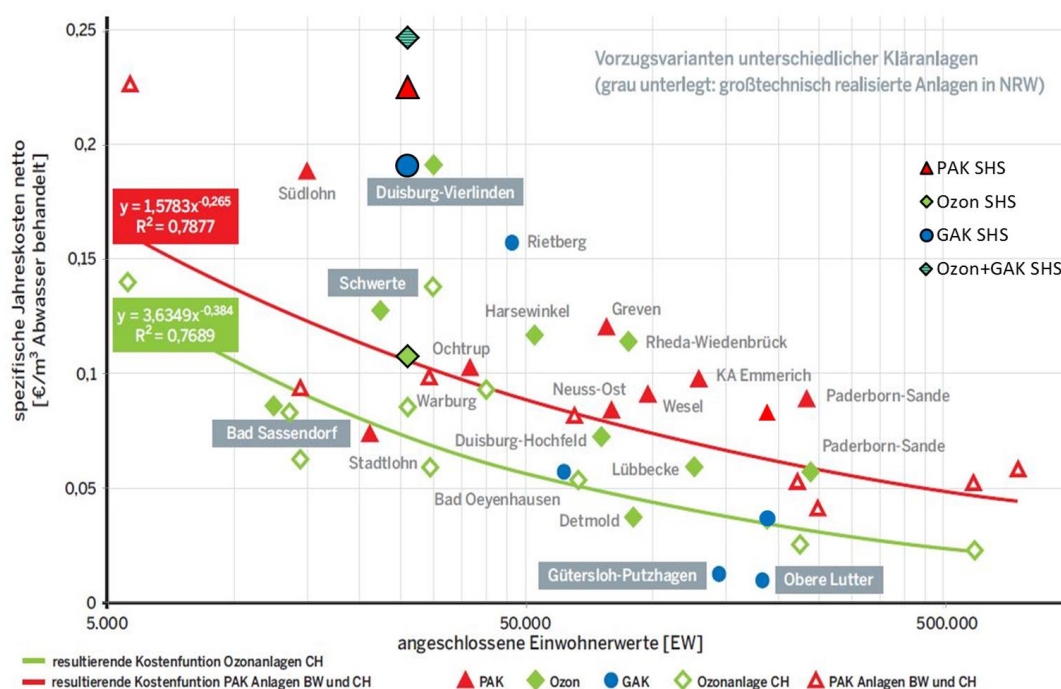 spezifische Jahreskosten netto
[€/m³ Abwasser behandelt]
0,25
0,2
0,15
0,1
0,05
0
Vorzugsvarianten unterschiedlicher Kläranlagen
(grau unterlegt: großtechnisch realisierte Anlagen in NRW)
PAK SHS
Ozon SHS
GAK SHS
Ozon+GAK SHS
Südlohn
Duisburg-Vierlinden
y = 1,5783x-0,265
R² = 0,7877
Rietberg
Schwerte
y = 3,6349x-0,384
R² = 0,7689
Harsewinkel
Greven
Rheda-Wiedenbrück
Ochtrup
Warburg
Neuss-Ost
Wesel
KA Emmerich
Paderborn-Sande
Bad Sassendorf
Stadtlohn
Duisburg-Hochfeld
Lübbecke
Paderborn-Sande
Bad Oeyenhausen
Detmold
Gütersloh-Putzhagen
Obere Lutter
5.000
50.000
500.000
angeschlossene Einwohnerwerte [EW]
resultierende Kostenfuntion Ozonanlagen CH
resultierende Kostenfunktion PAK Anlagen BW und CH
PAK
Ozon
GAK
Ozonanlage CH
PAK Anlagen BW und CH